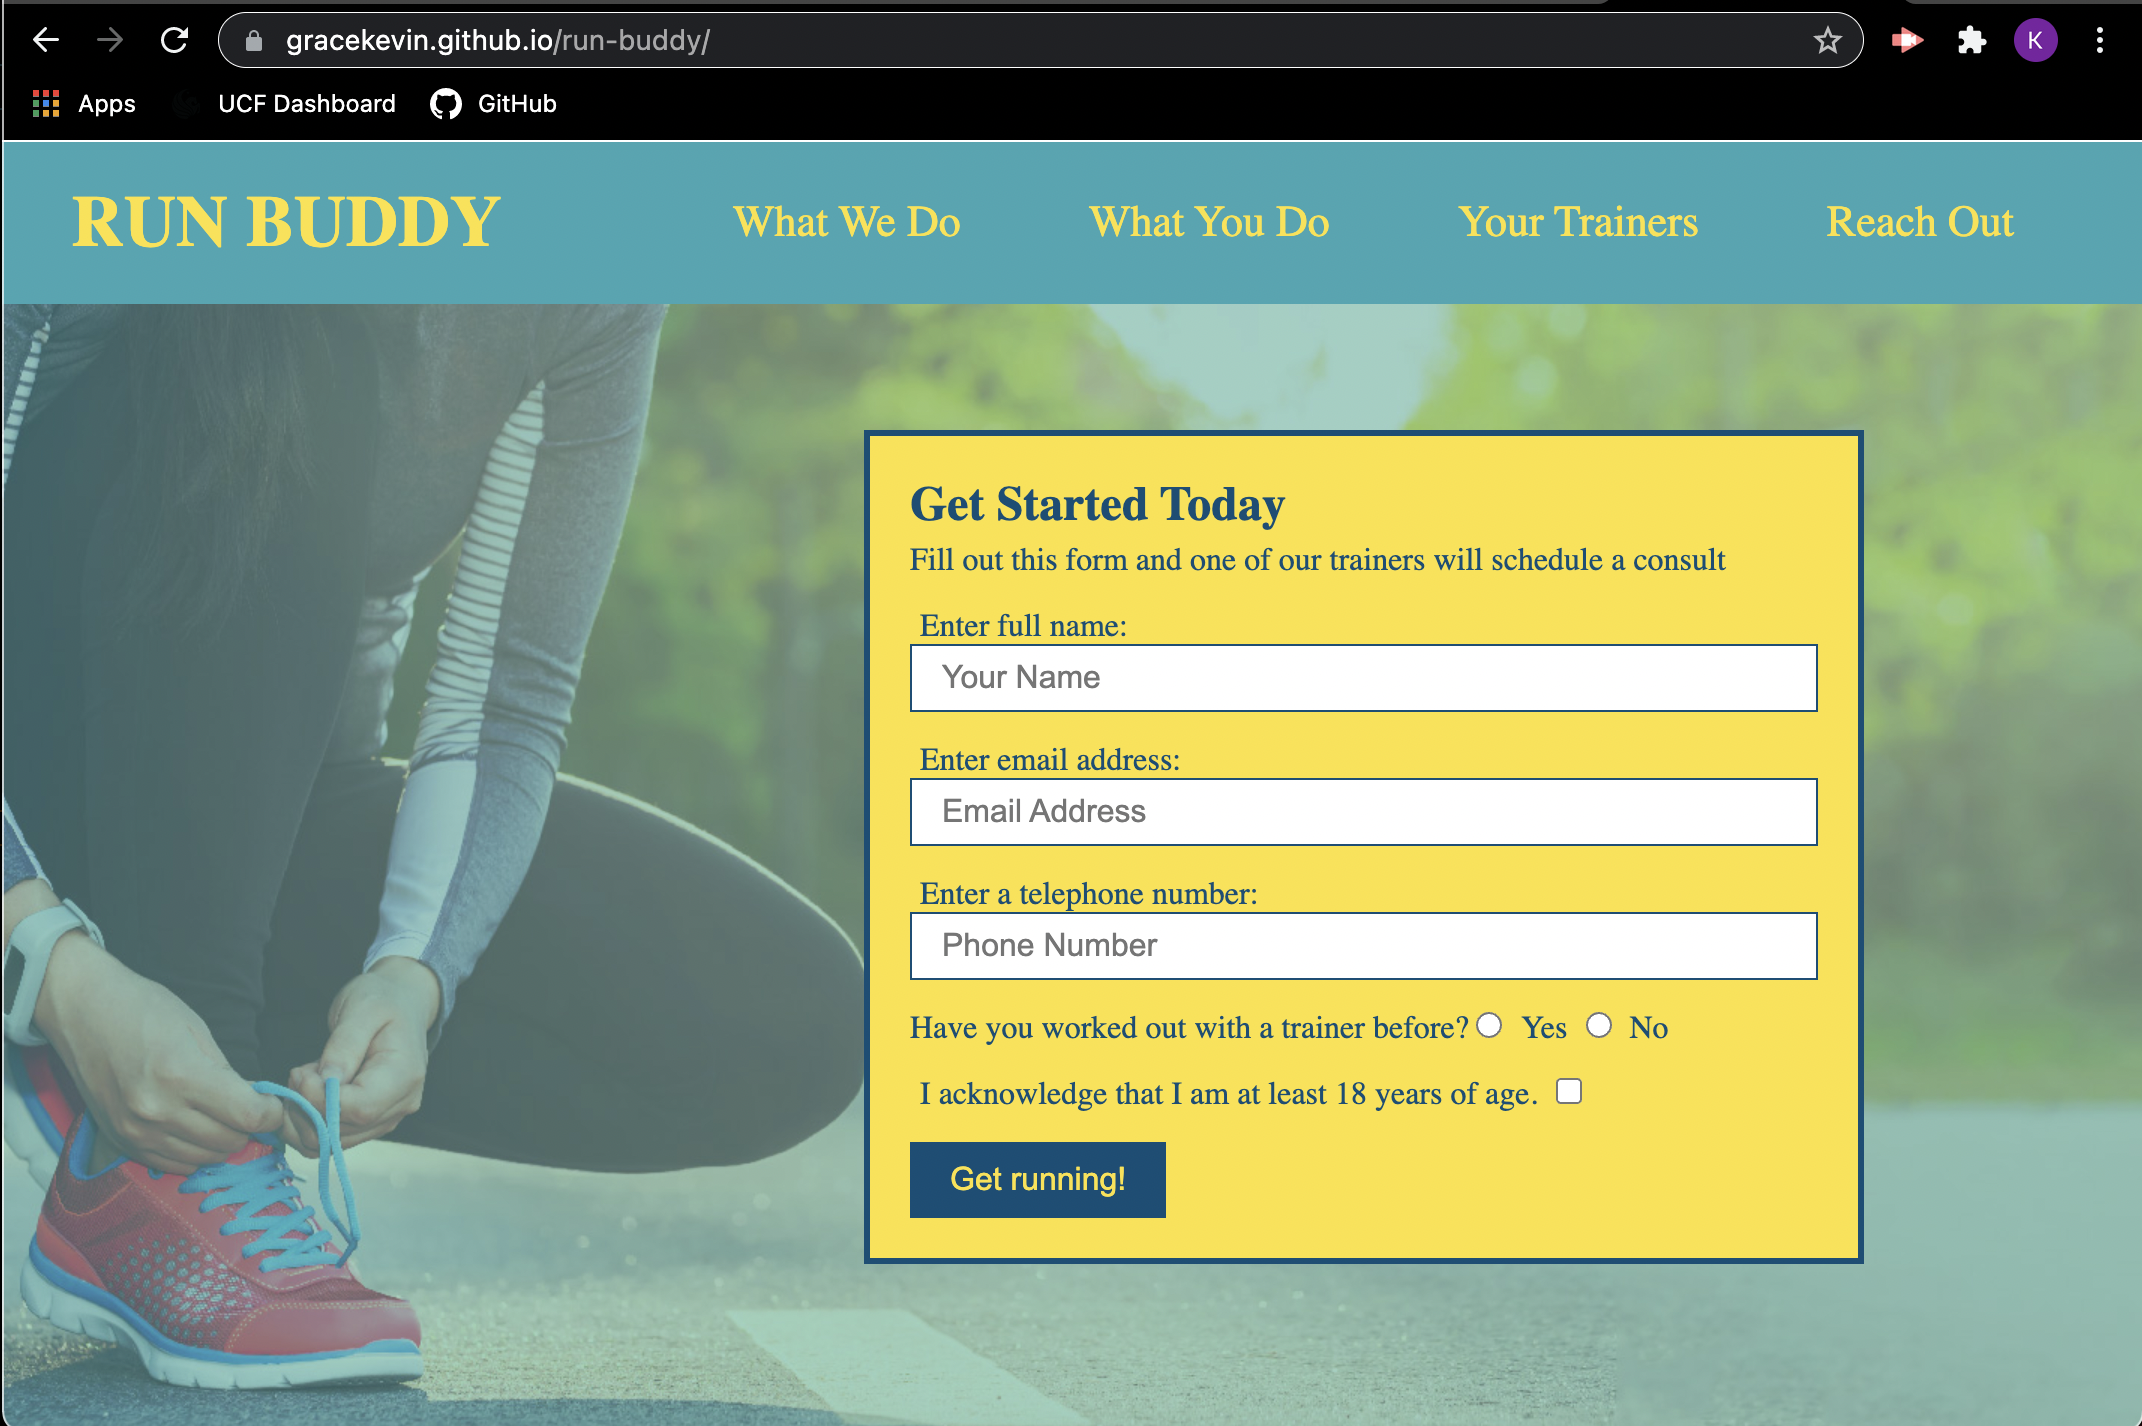 gracekevin.github.io/run-buddy/
K
Apps UCF Dashboard GitHub
RUN BUDDY What We Do What You Do Your Trainers Reach Out
Get Started Today
Fill out this form and one of our trainers will schedule a consult
Enter full name:
Your Name
Enter email address:
Email Address
Enter a telephone number:
Phone Number
Have you worked out with a trainer before? Yes No
I acknowledge that I am at least 18 years of age.
Get running!